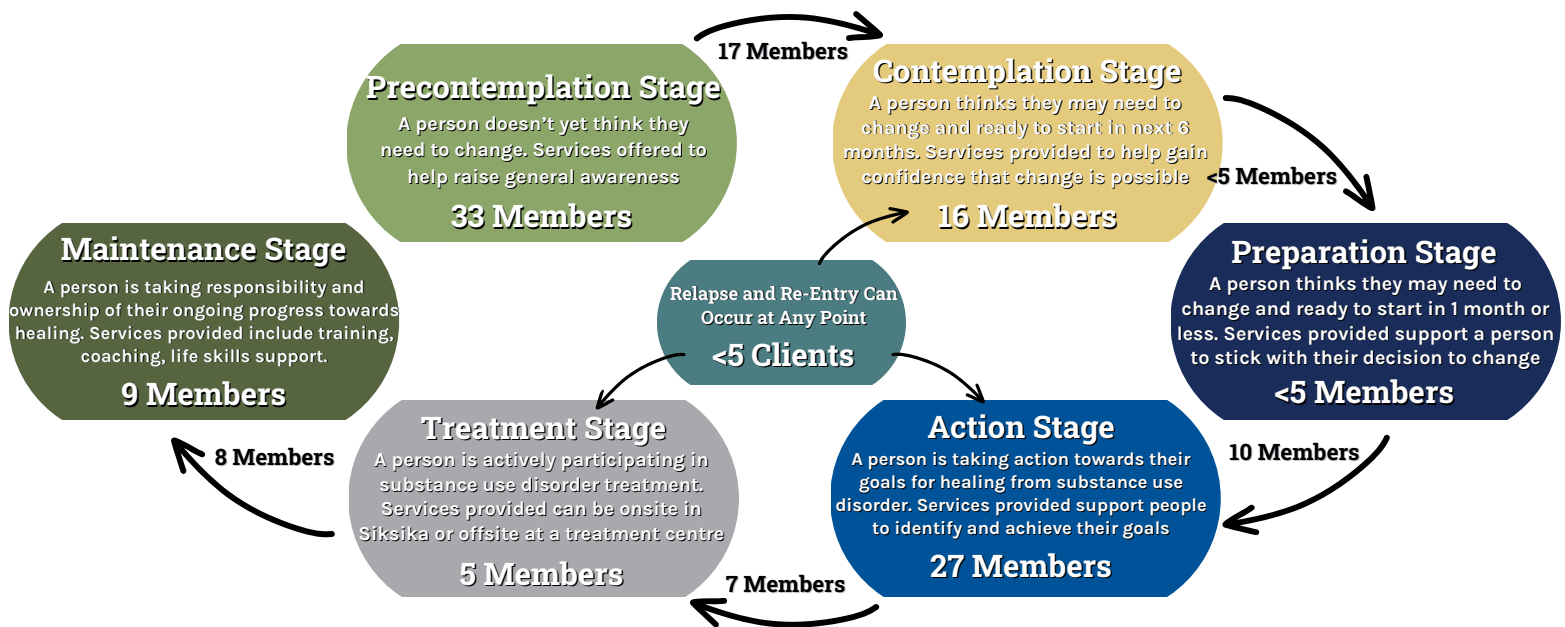 17 Members
Precontemplation Stage
A person doesn't yet think they
need to change. Services offered to
help raise general awareness
33 Members
Contemplation Stage
A person thinks they may need to
change and ready to start in next 6
months. Services provided to help gain
confidence that change is possible
16 Members
<5 Members
Maintenance Stage
A person is taking responsibility and
ownership of their ongoing progress towards
healing. Services provided include training,
coaching, life skills support.
9 Members
Relapse and Re-Entry Can
Occur at Any Point
<5 Clients
Preparation Stage
A person thinks they may need to
change and ready to start in 1 month or
less. Services provided support a person
to stick with their decision to change
<5 Members
8 Members
Treatment Stage
A person is actively participating in
substance use disorder treatment.
Services provided can be onsite in
Siksika or offsite at a treatment centre
5 Members
7 Members
Action Stage
A person is taking action towards their
goals for healing from substance use
disorder. Services provided support people
to identify and achieve their goals
27 Members
10 Members